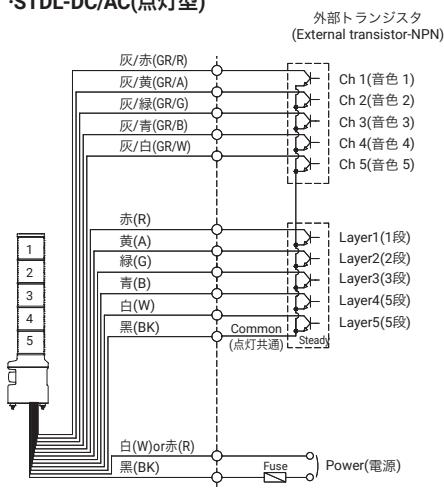 ·STDL-DC/AC(点灯型)
外部トランジスタ
(External transistor-NPN)
灰/赤(GR/R)
灰/黄(GR/A)
灰/緑(GR/G)
灰/青(GR/B)
灰/白(GR/W)
Ch 1(音色 1)
Ch 2(音色 2)
Ch 3(音色 3)
Ch 4(音色 4)
Ch 5(音色 5)
赤(R)
黄(A)
緑(G)
青(B)
白(W)
黒(BK)
Common
(点灯共通)
Steady
Layer1(1段)
Layer2(2段)
Layer3(3段)
Layer4(5段)
Layer5(5段)
1
2
3
4
5
白(W)or赤(R)
黒(BK)
Fuse
Power(電源)